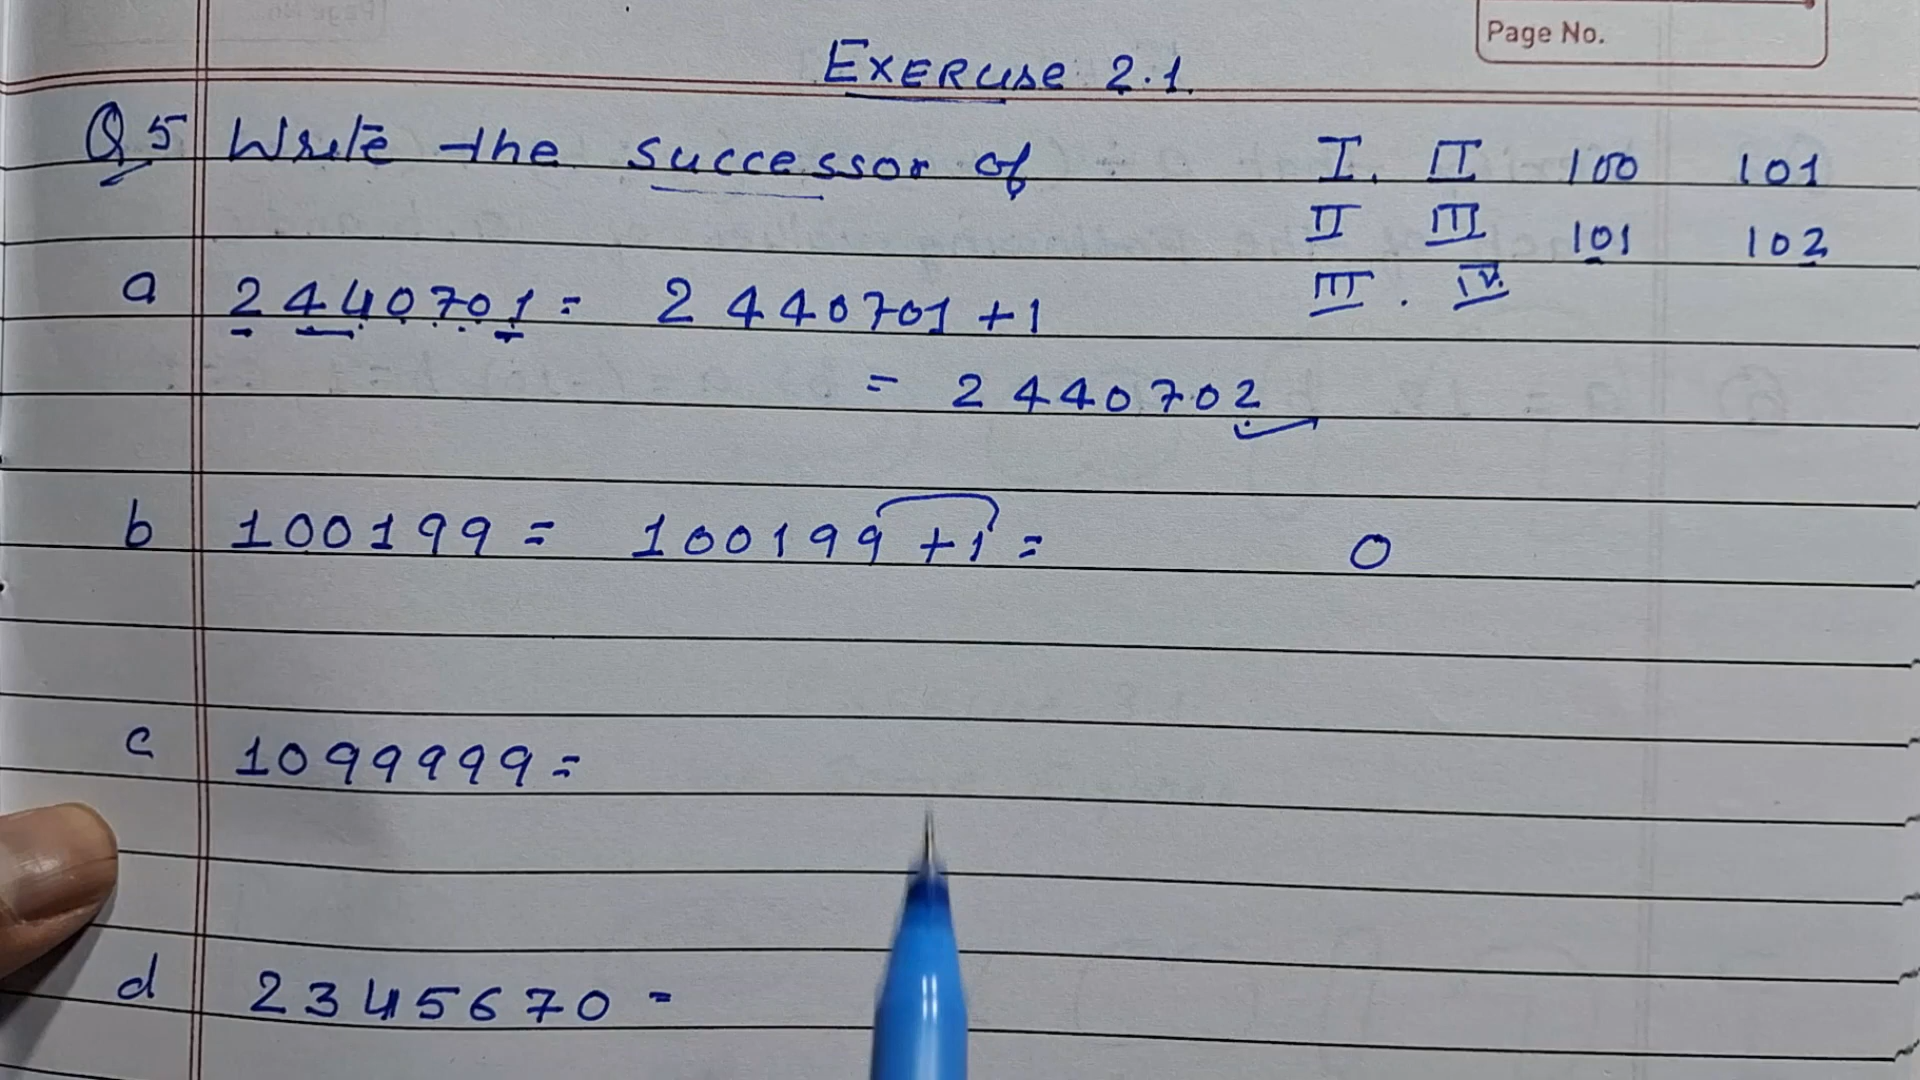 Page No.
Exercise 2.1.
Q5 Write the successor of I. II 100 101
II III 101 102
III . IV.
a 2440701 = 2440701 + 1
= 2440702
b 100199 = 100199 + 1 = 0
c 1099999 =
d 2345670 -